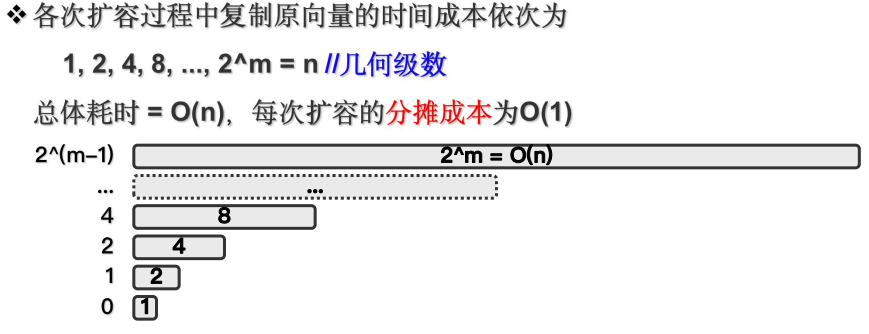 ❖ 各次扩容过程中复制原向量的时间成本依次为
1, 2, 4, 8, ..., 2^m = n //几何级数
总体耗时 = O(n)，每次扩容的分摊成本为O(1)
2^(m–1) 2^m = O(n)
... ...
4 8
2 4
1 2
0 1